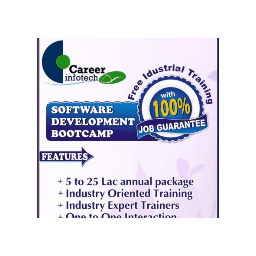 Career
infotech
Free Idustrial Training
with
100%
JOB GUARANTEE
SOFTWARE
DEVELOPMENT
BOOTCAMP
FEATURES
+ 5 to 25 Lac annual package
+ Industry Oriented Training
+ Industry Expert Trainers
+ One to One Interaction